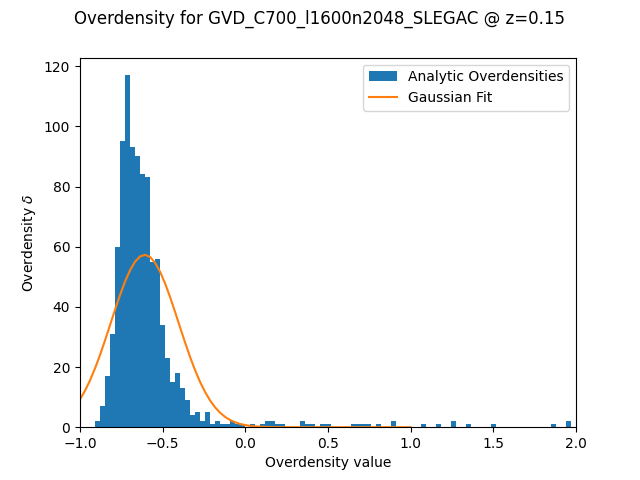 Overdensity for GVD_C700_l1600n2048_SLEGAC @ z=0.15
Analytic Overdensities
Gaussian Fit
Overdensity δ
120
100
80
60
40
20
0
−1.0 −0.5 0.0 0.5 1.0 1.5 2.0
Overdensity value